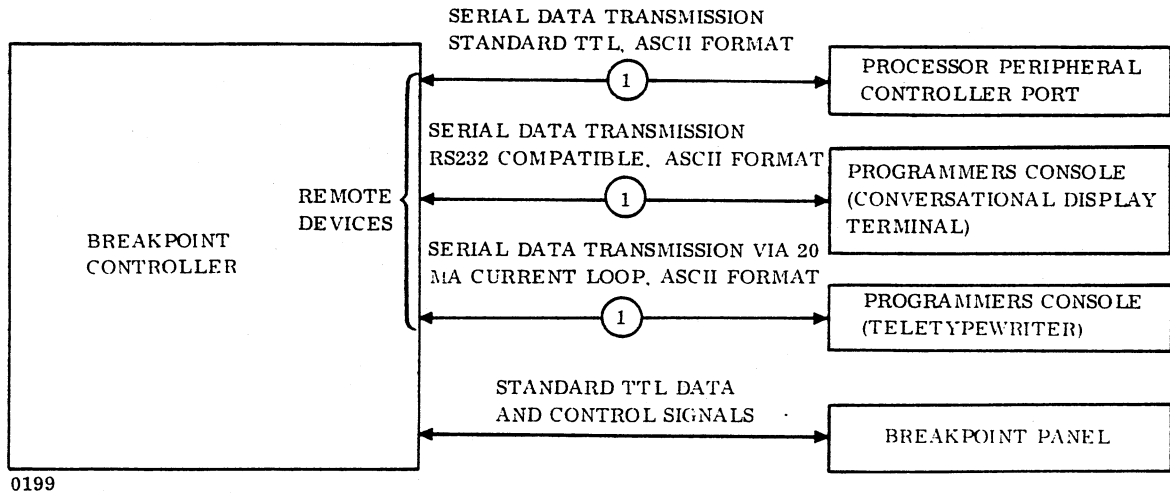 SERIAL DATA TRANSMISSION
STANDARD TTL, ASCII FORMAT
1
PROCESSOR PERIPHERAL
CONTROLLER PORT
SERIAL DATA TRANSMISSION
RS232 COMPATIBLE, ASCII FORMAT
1
PROGRAMMERS CONSOLE
(CONVERSATIONAL DISPLAY
TERMINAL)
REMOTE
DEVICES
BREAKPOINT
CONTROLLER
SERIAL DATA TRANSMISSION VIA 20
MA CURRENT LOOP, ASCII FORMAT
1
PROGRAMMERS CONSOLE
(TELETYPEWRITER)
STANDARD TTL DATA
AND CONTROL SIGNALS
BREAKPOINT PANEL
0199